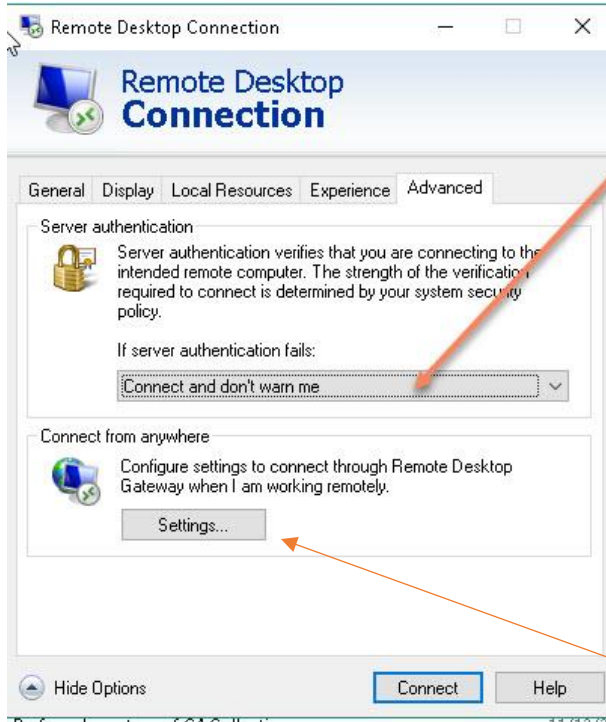 Remote Desktop Connection
Remote Desktop
Connection
General Display Local Resources Experience Advanced
Server authentication
Server authentication verifies that you are connecting to the
intended remote computer. The strength of the verification
required to connect is determined by your system security
policy.
If server authentication fails:
Connect and don't warn me
Connect from anywhere
Configure settings to connect through Remote Desktop
Gateway when I am working remotely.
Settings...
Hide Options Connect Help